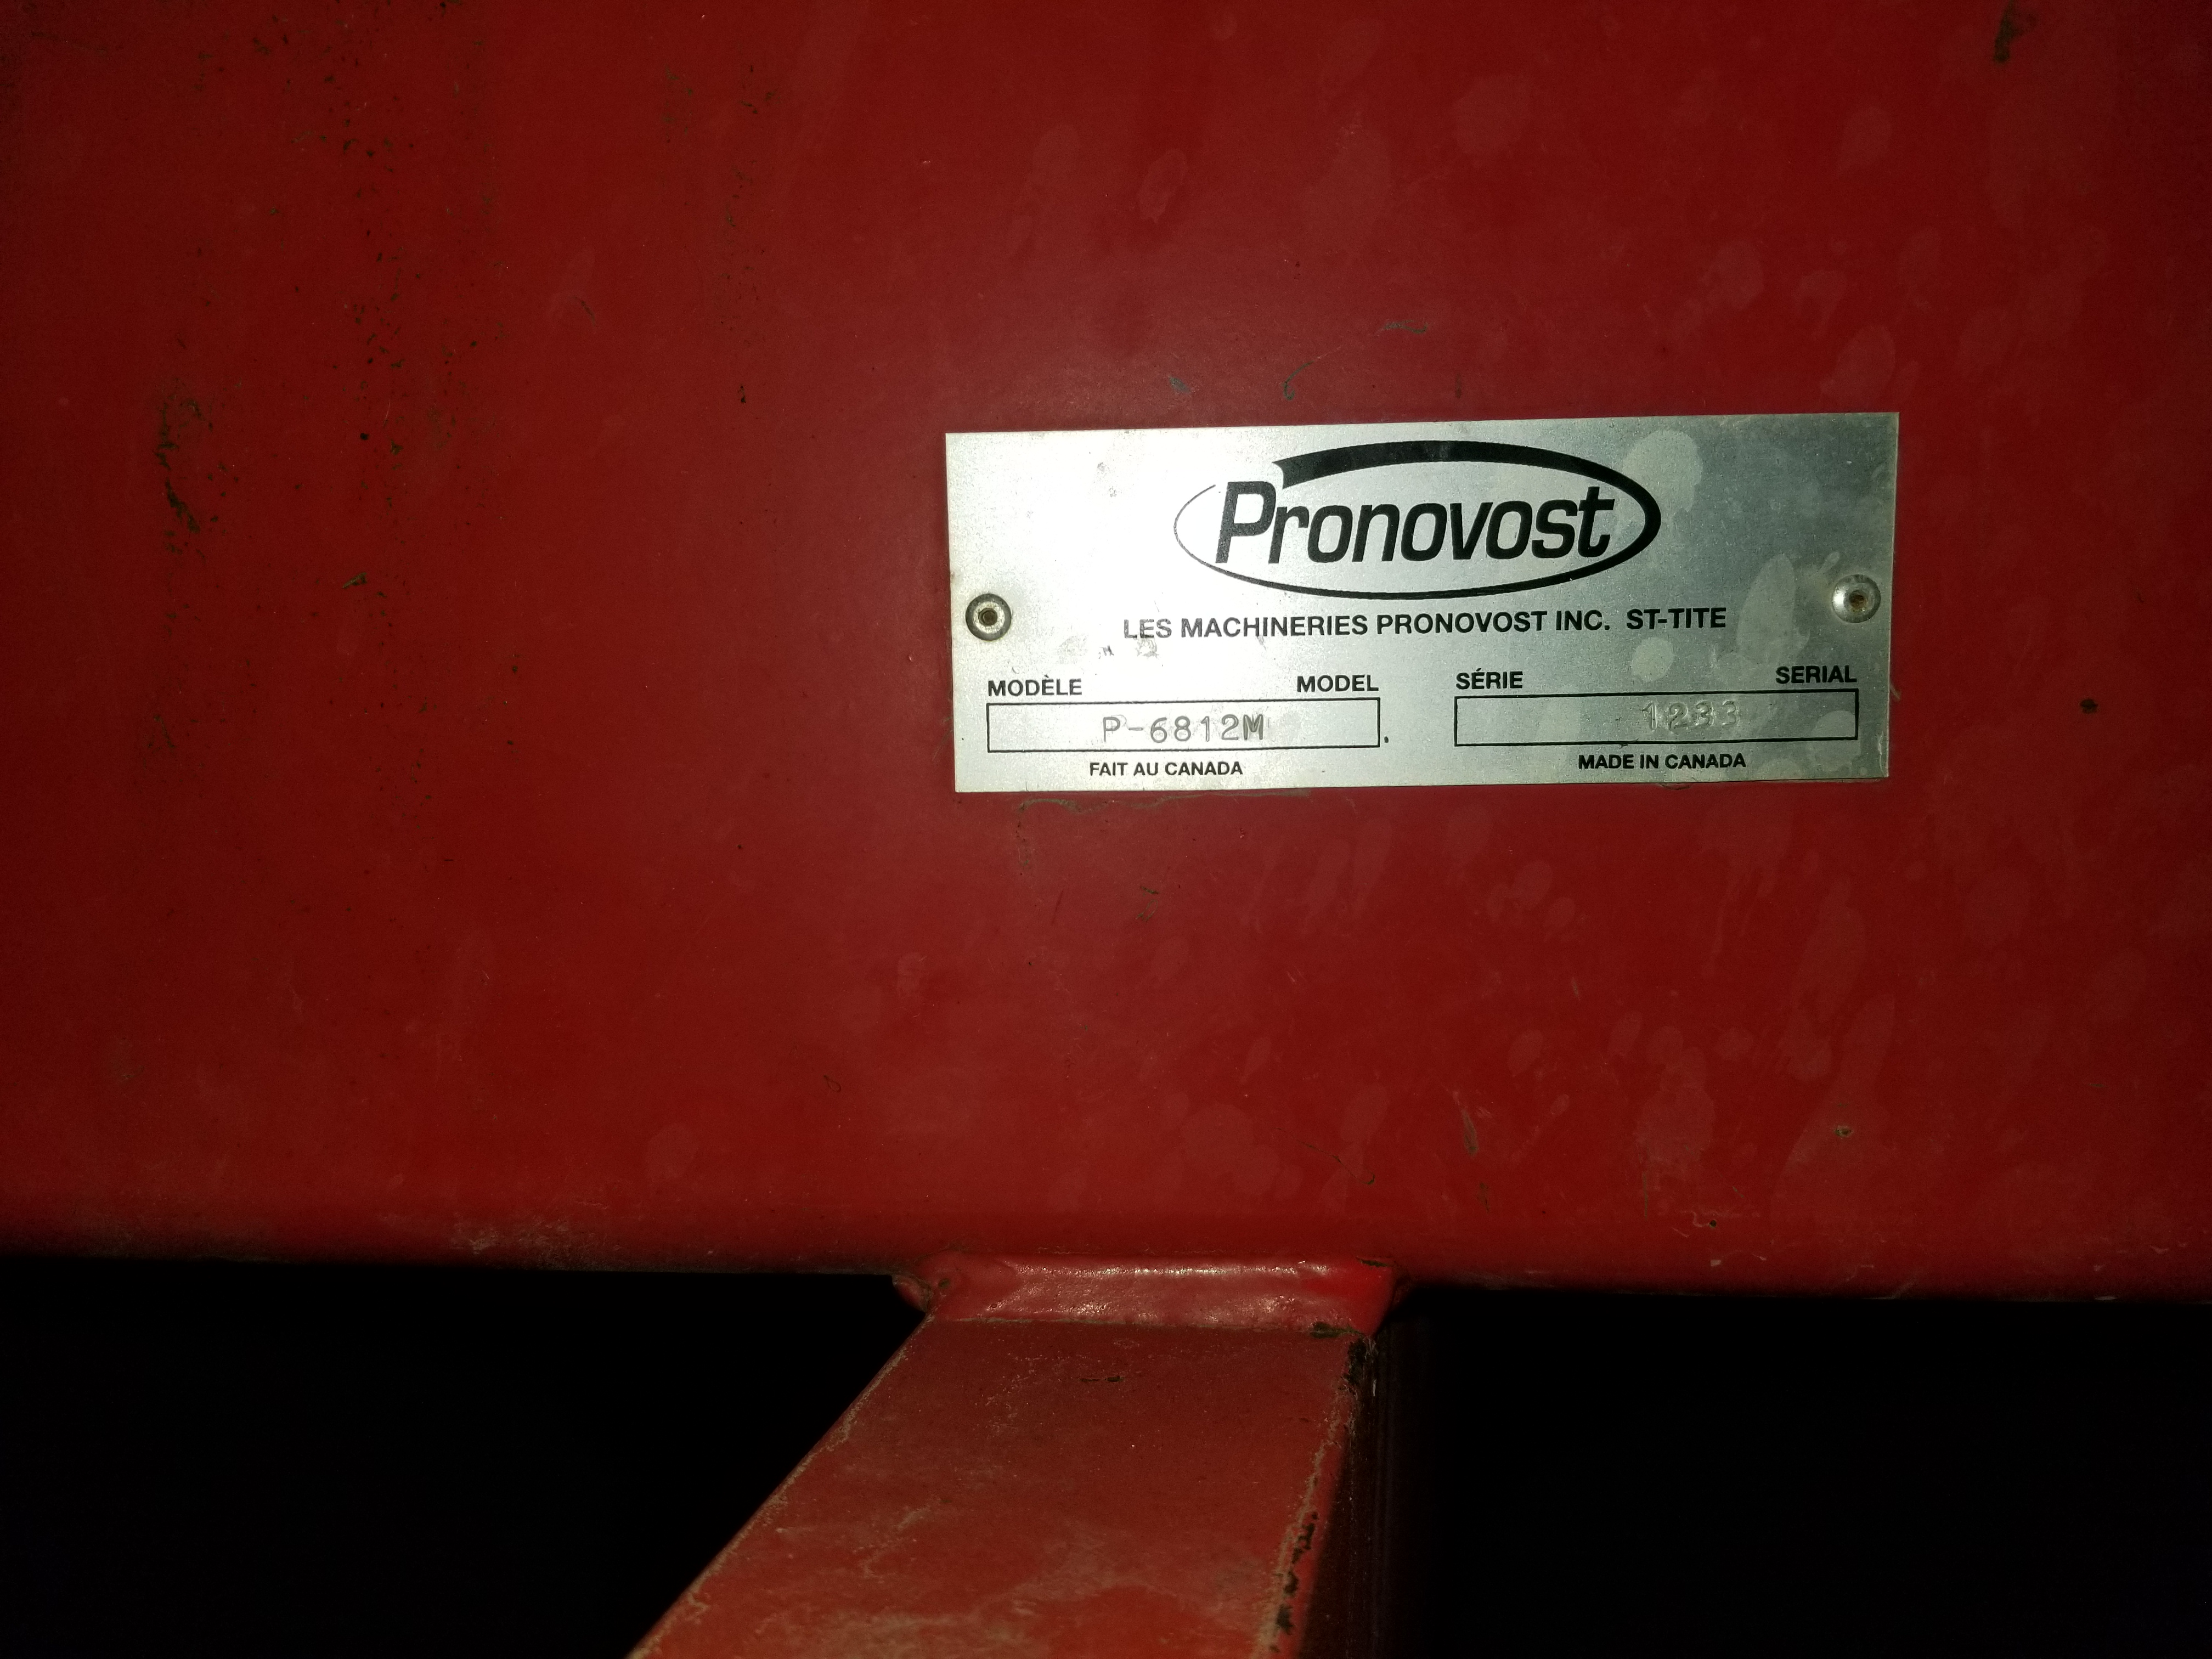 Pronovost
LES MACHINERIES PRONOVOST INC. ST-TITE
MODÈLE MODEL SÉRIE SERIAL
P-6812M 1233
FAIT AU CANADA MADE IN CANADA